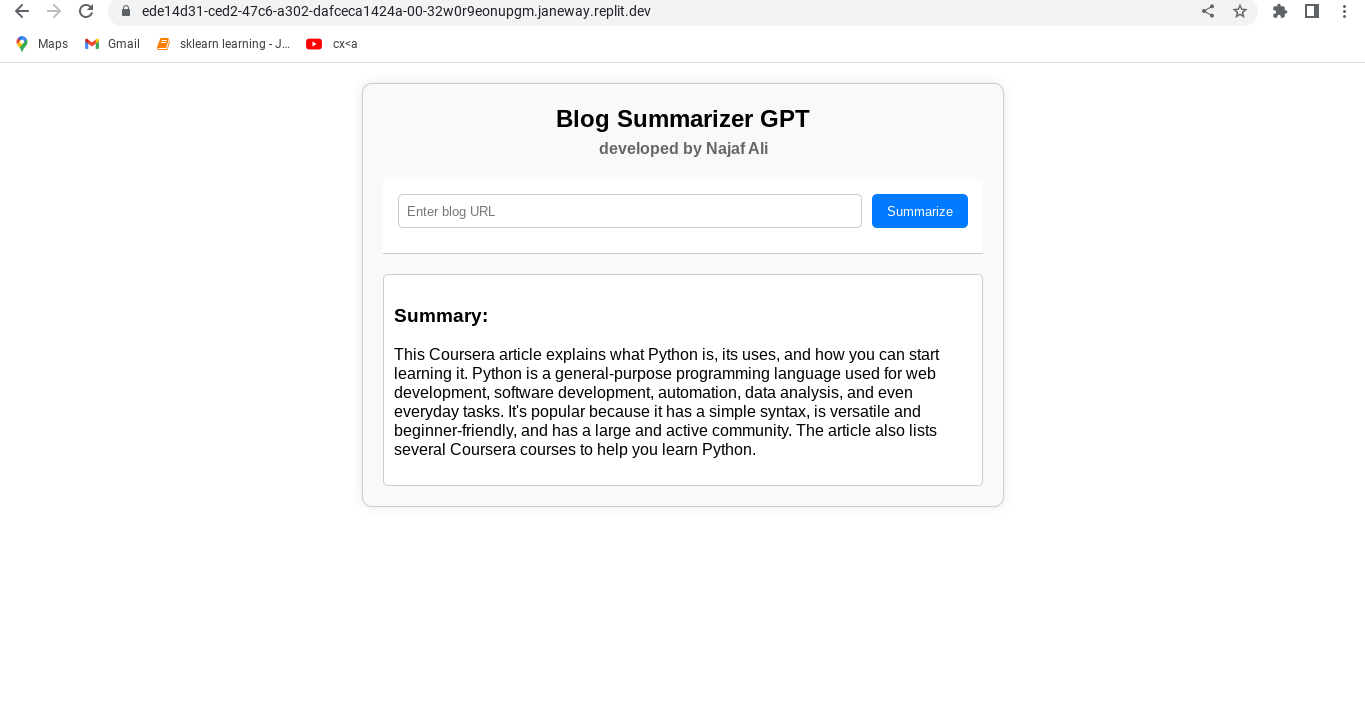 ede14d31-ced2-47c6-a302-dafceca1424a-00-32w0r9eonupgm.janeway.replit.dev
Maps Gmail sklearn learning - J... cx<a
Blog Summarizer GPT
developed by Najaf Ali
Enter blog URL Summarize
Summary:
This Coursera article explains what Python is, its uses, and how you can start
learning it. Python is a general-purpose programming language used for web
development, software development, automation, data analysis, and even
everyday tasks. It's popular because it has a simple syntax, is versatile and
beginner-friendly, and has a large and active community. The article also lists
several Coursera courses to help you learn Python.